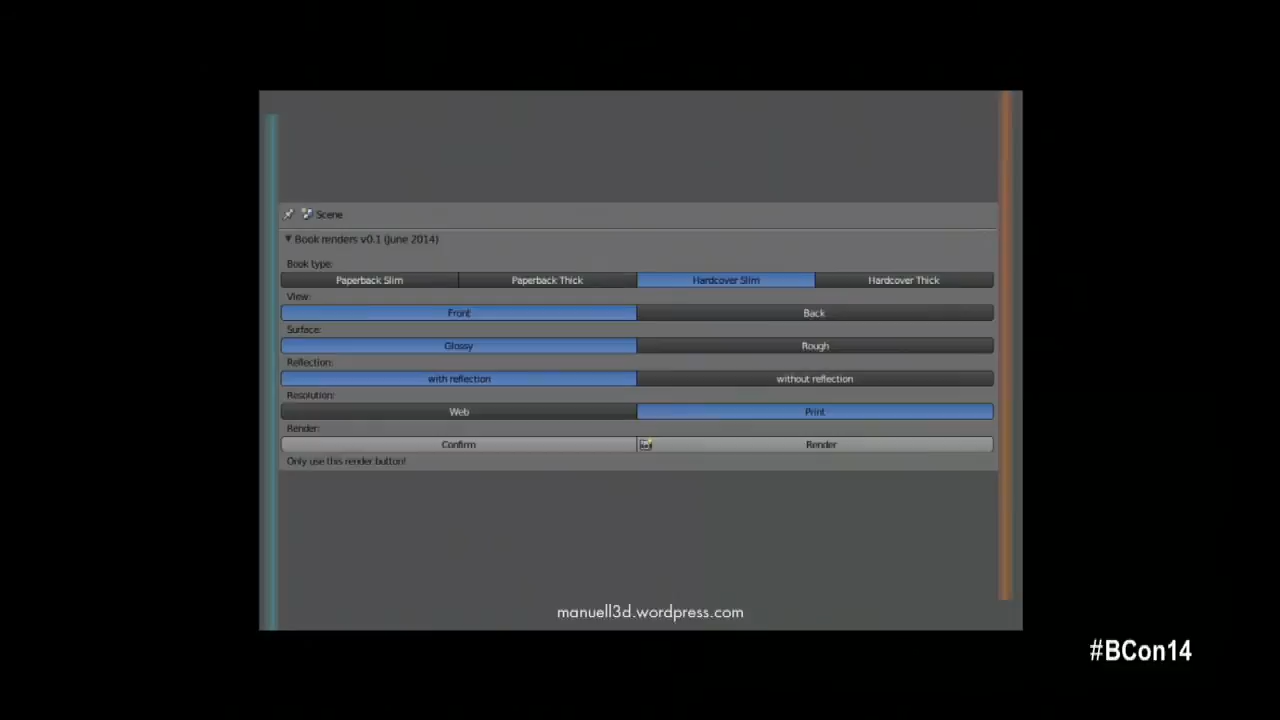 Scene
Book renders v0.1 (June 2014)
Book type:
Paperback Slim Paperback Thick Hardcover Slim Hardcover Thick
View:
Front Back
Surface:
Glossy Rough
Reflection:
with reflection without reflection
Resolution:
Web Print
Render:
Confirm Render
Only use this render button!
manuell3d.wordpress.com
#BCon14